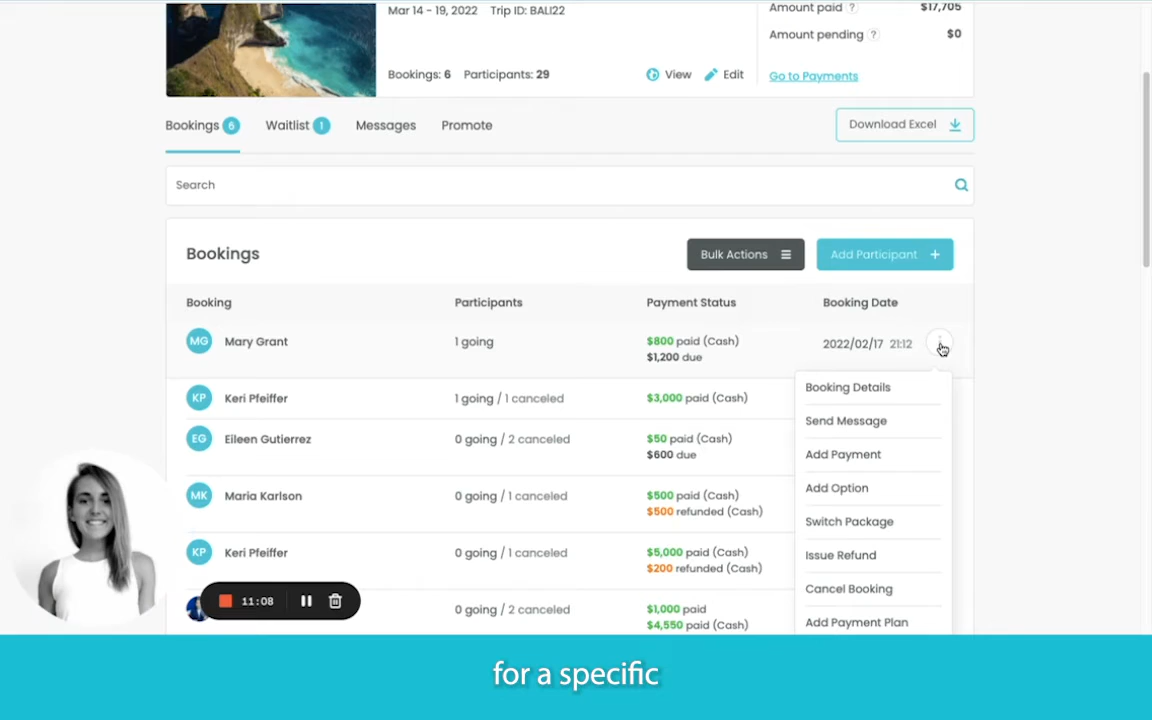 Mar 14 - 19, 2022 Trip ID: BALI22
Amount paid ? $17,705
Amount pending ? $0
Bookings: 6 Participants: 29 View Edit
Go to Payments
Bookings 6 Waitlist 1 Messages Promote
Download Excel
Search
Bookings
Bulk Actions
Add Participant +
Booking Participants Payment Status Booking Date
MG Mary Grant 1 going $800 paid (Cash) 2022/02/17 21:12
$1,200 due
KP Keri Pfeiffer 1 going / 1 canceled $3,000 paid (Cash)
EG Eileen Gutierrez 0 going / 2 canceled $50 paid (Cash)
$600 due
MK Maria Karlson 0 going / 1 canceled $500 paid (Cash)
$500 refunded (Cash)
KP Keri Pfeiffer 0 going / 1 canceled $5,000 paid (Cash)
$200 refunded (Cash)
0 going / 2 canceled $1,000 paid
$4,550 paid (Cash)
Booking Details
Send Message
Add Payment
Add Option
Switch Package
Issue Refund
Cancel Booking
Add Payment Plan
11:08
for a specific